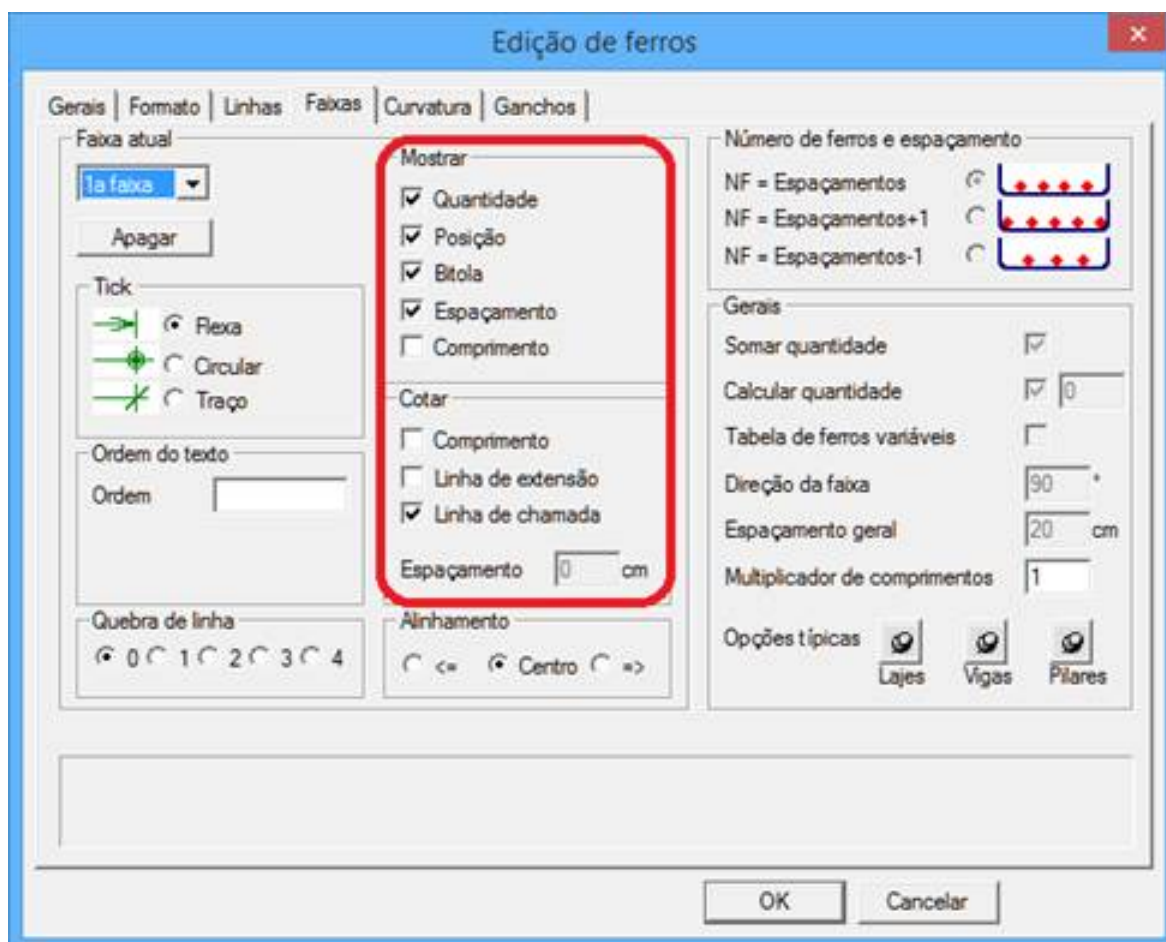 Edição de ferros
Gerais | Formato | Linhas Faixas | Curvatura | Ganchos |
Faixa atual
1a faixa
Apagar
Tick
Flexa
Circular
Traço
Ordem do texto
Ordem
Quebra de linha
0 1 2 3 4
Mostrar
Quantidade
Posição
Bitola
Espaçamento
Comprimento
Cotar
Comprimento
Linha de extensão
Linha de chamada
Espaçamento 0 cm
Alinhamento
<= Centro =>
Número de ferros e espaçamento
NF = Espaçamentos
NF = Espaçamentos+1
NF = Espaçamentos-1
Gerais
Somar quantidade
Calcular quantidade 0
Tabela de ferros variáveis
Direção da faixa 90 °
Espaçamento geral 20 cm
Multiplicador de comprimentos 1
Opções típicas
Lajes Vigas Pilares
OK Cancelar